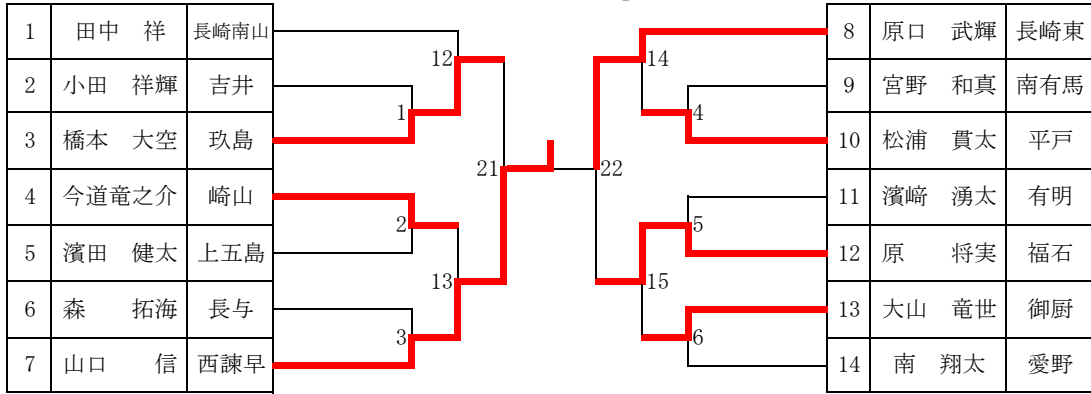 1 田中 祥 長崎南山
2 小田 祥輝 吉井
3 橋本 大空 玖島
4 今道竜之介 崎山
5 濱田 健太 上五島
6 森 拓海 長与
7 山口 信 西諫早
12
1
2
13
3
21
22
14
4
5
15
6
8 原口 武輝 長崎東
9 宮野 和真 南有馬
10 松浦 貫太 平戸
11 濱﨑 湧太 有明
12 原 将実 福石
13 大山 竜世 御厨
14 南 翔太 愛野